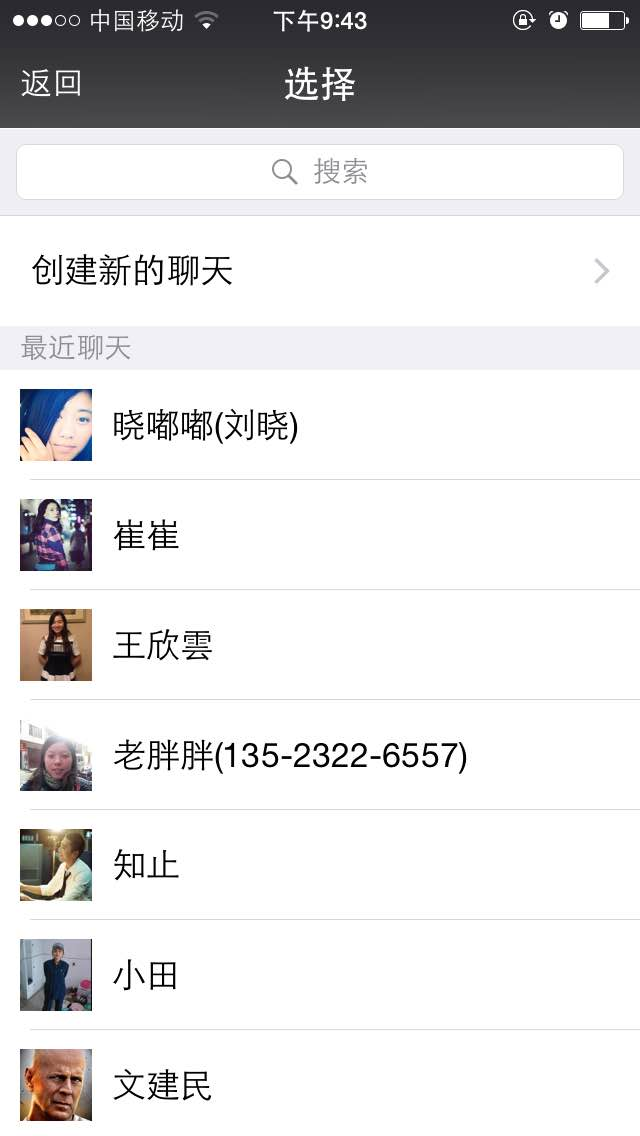 中国移动 下午9:43
返回 选择
搜索
创建新的聊天
最近聊天
晓嘟嘟(刘晓)
崔崔
王欣雲
老胖胖(135-2322-6557)
知止
小田
文建民